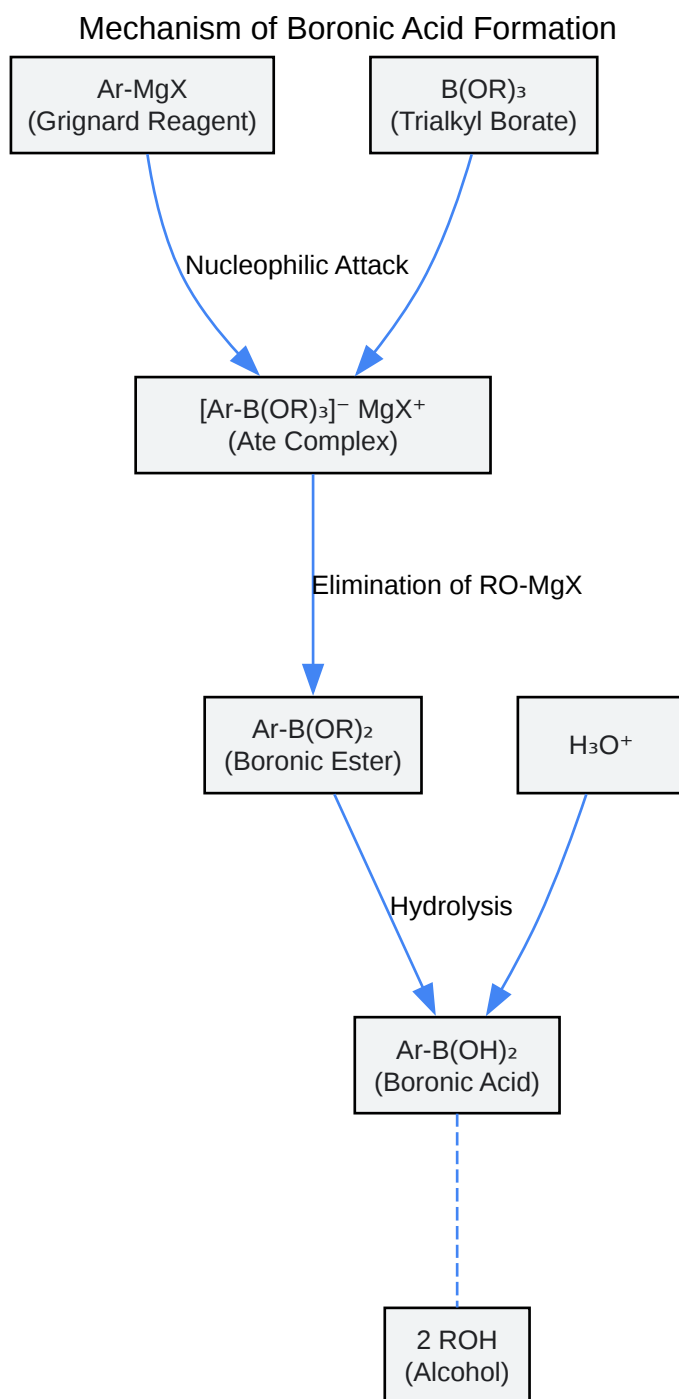 Mechanism of Boronic Acid Formation
Ar-MgX
(Grignard Reagent)
B(OR)₃
(Trialkyl Borate)
Nucleophilic Attack
[Ar-B(OR)₃]⁻ MgX⁺
(Ate Complex)
Elimination of RO-MgX
Ar-B(OR)₂
(Boronic Ester)
H₃O⁺
Hydrolysis
Ar-B(OH)₂
(Boronic Acid)
2 ROH
(Alcohol)